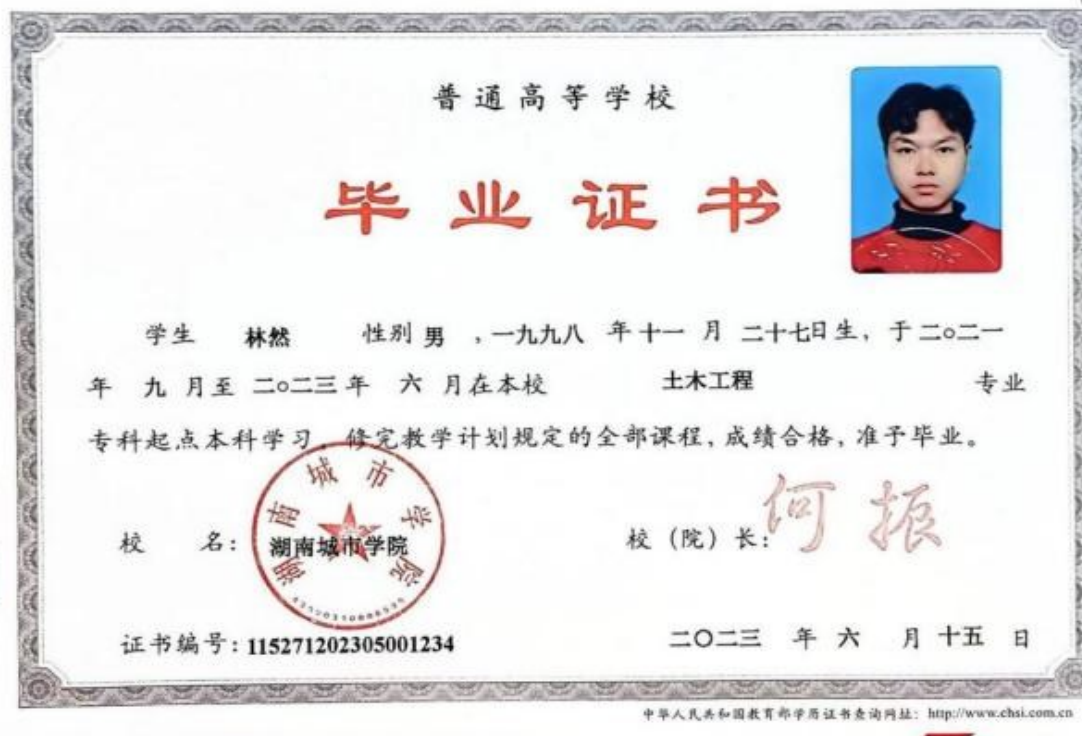 普通高等学校
毕业证书
学生 林然 性别 男 ，一九九八 年 十一 月 二十七日生，于 二o二一
年 九 月至 二o二三 年 六 月在本校 土木工程 专业
专科起点本科学习，修完教学计划规定的全部课程，成绩合格，准予毕业。
湖南城市学院
校 名：湖南城市学院
校（院）长：何振
证书编号：115271202305001234
二〇二三 年 六 月 十五 日
中华人民共和国教育部学历证书查询网址：http://www.chsi.com.cn